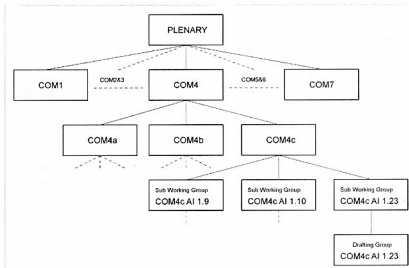 PLENARY
COM1
COM2&3
COM4
COM5&6
COM7
COM4a
COM4b
COM4c
Sub Working Group
COM4c AI 1.9
Sub Working Group
COM4c AI 1.10
Sub Working Group
COM4c AI 1.23
Drafting Group
COM4c AI 1.23